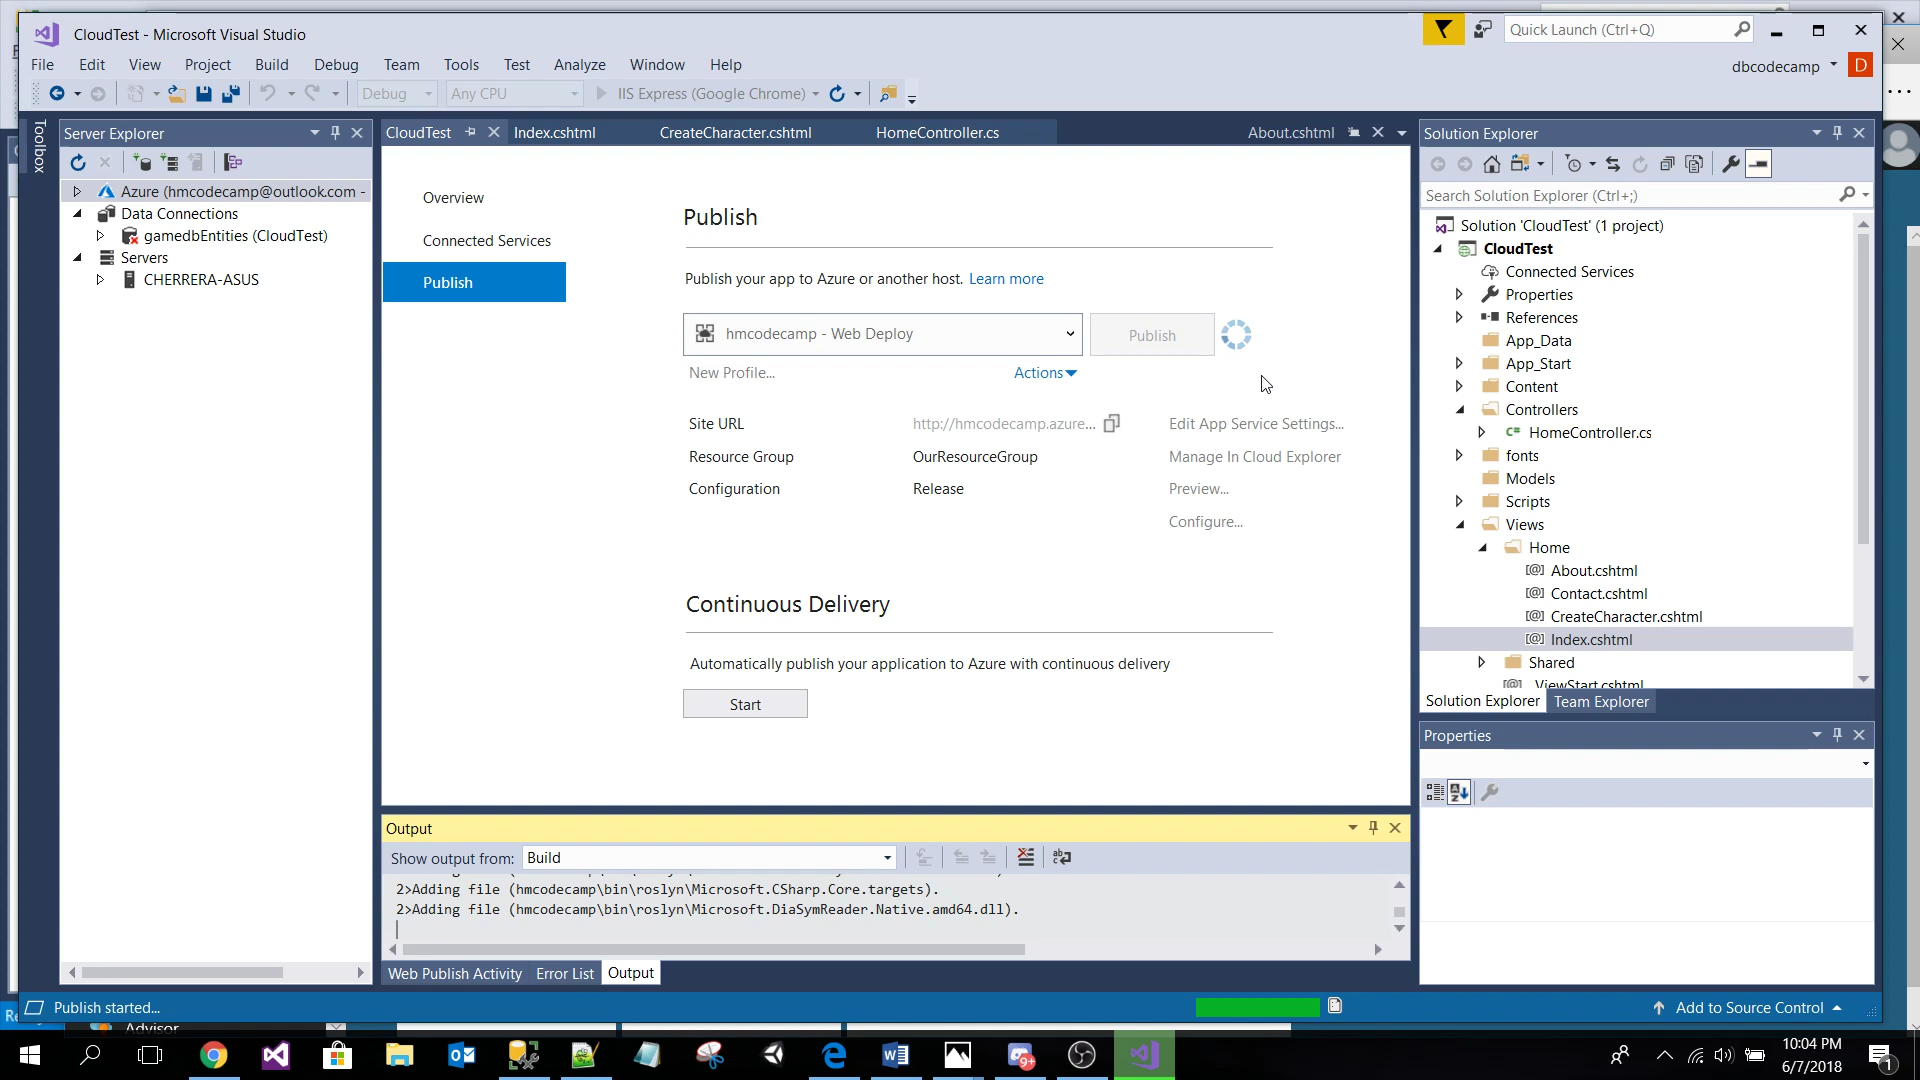 CloudTest - Microsoft Visual Studio
Quick Launch (Ctrl+Q)
File Edit View Project Build Debug Team Tools Test Analyze Window Help
dbcodecamp D
Debug Any CPU IIS Express (Google Chrome)
Toolbox
Server Explorer
Azure (hmcodecamp@outlook.com -
Data Connections
gamedbEntities (CloudTest)
Servers
CHERRERA-ASUS
CloudTest Index.cshtml CreateCharacter.cshtml HomeController.cs About.cshtml
Overview
Connected Services
Publish
Publish
Publish your app to Azure or another host. Learn more
hmcodecamp - Web Deploy
Publish
New Profile...
Actions
Site URL http://hmcodecamp.azure... Edit App Service Settings...
Resource Group OurResourceGroup Manage In Cloud Explorer
Configuration Release Preview...
Configure...
Continuous Delivery
Automatically publish your application to Azure with continuous delivery
Start
Output
Show output from: Build
2>Adding file (hmcodecamp\bin\roslyn\Microsoft.CSharp.Core.targets).
2>Adding file (hmcodecamp\bin\roslyn\Microsoft.DiaSymReader.Native.amd64.dll).
Web Publish Activity Error List Output
Solution Explorer
Search Solution Explorer (Ctrl+;)
Solution 'CloudTest' (1 project)
CloudTest
Connected Services
Properties
References
App_Data
App_Start
Content
Controllers
C# HomeController.cs
fonts
Models
Scripts
Views
Home
[@] About.cshtml
[@] Contact.cshtml
[@] CreateCharacter.cshtml
[@] Index.cshtml
Shared
[@] _ViewStart.cshtml
Solution Explorer Team Explorer
Properties
Publish started...
Add to Source Control
Re
Advisor
9+
10:04 PM
6/7/2018
1